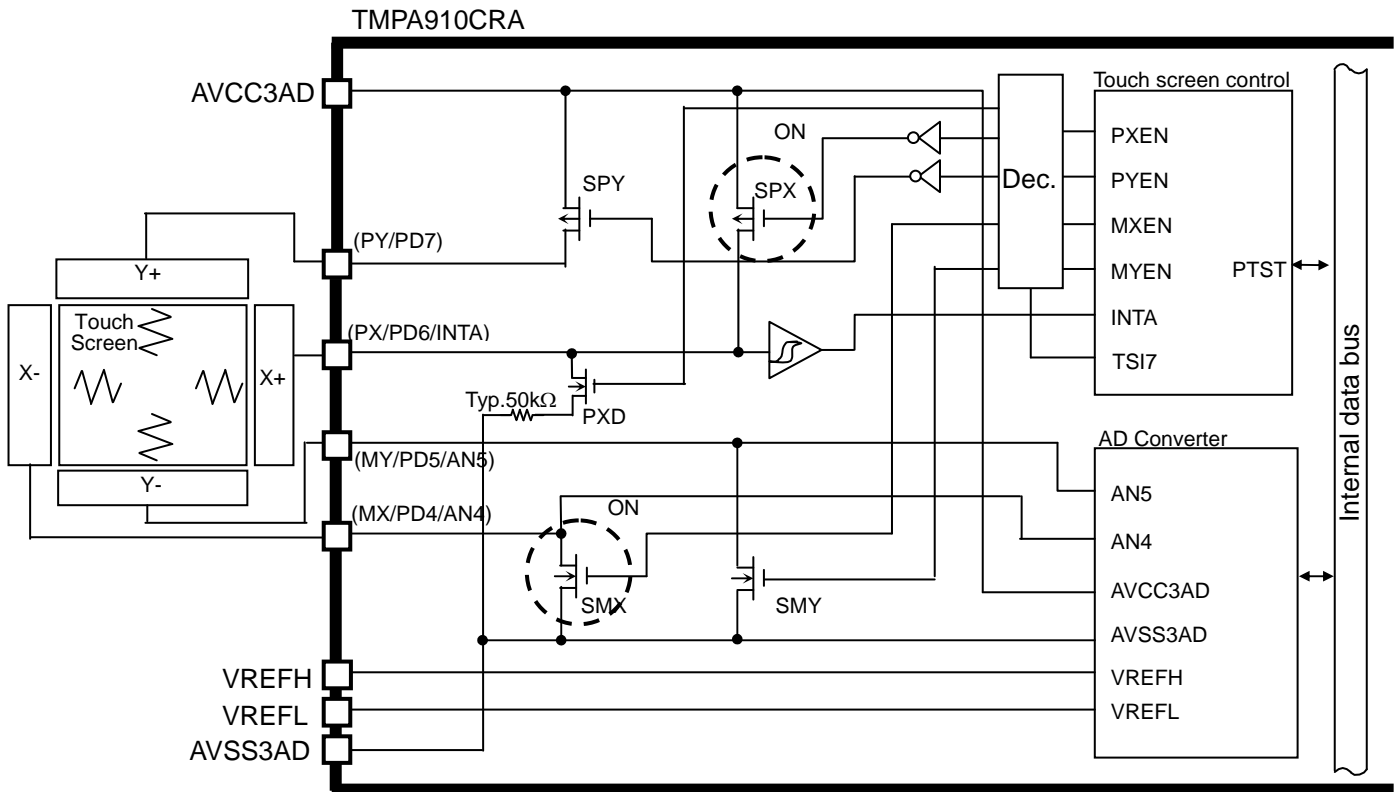 TMPA910CRA
AVCC3AD
Touch screen control
ON
PXEN
SPY
SPX
Dec.
PYEN
MXEN
(PY/PD7)
MYEN
PTST
Y+
INTA
Touch
Screen
(PX/PD6/INTA)
TSI7
X-
X+
Typ.50kΩ
PXD
Internal data bus
AD Converter
(MY/PD5/AN5)
Y-
AN5
(MX/PD4/AN4)
ON
AN4
AVCC3AD
SMX
SMY
AVSS3AD
VREFH
VREFH
VREFL
VREFL
AVSS3AD